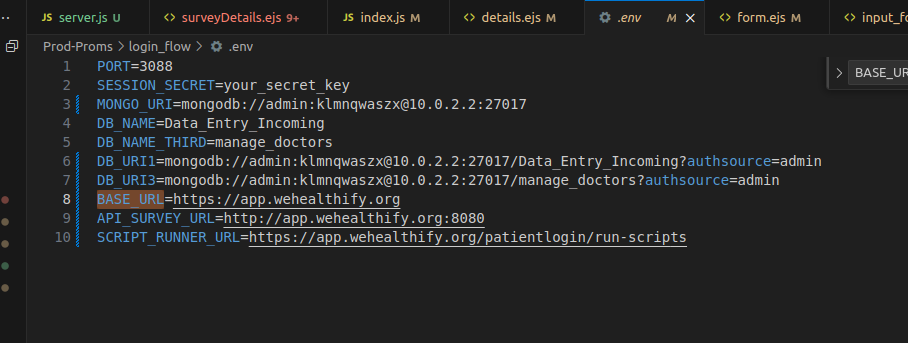 JS server.js U
<> surveyDetails.ejs 9+
JS index.js M
<> details.ejs M
.env M
<> form.ejs M
<> input_fo
Prod-Proms > login_flow > .env
BASE_UR
1 PORT=3088
2 SESSION_SECRET=your_secret_key
3 MONGO_URI=mongodb://admin:klmnqwaszx@10.0.2.2:27017
4 DB_NAME=Data_Entry_Incoming
5 DB_NAME_THIRD=manage_doctors
6 DB_URI1=mongodb://admin:klmnqwaszx@10.0.2.2:27017/Data_Entry_Incoming?authsource=admin
7 DB_URI3=mongodb://admin:klmnqwaszx@10.0.2.2:27017/manage_doctors?authsource=admin
8 BASE_URL=https://app.wehealthify.org
9 API_SURVEY_URL=http://app.wehealthify.org:8080
10 SCRIPT_RUNNER_URL=https://app.wehealthify.org/patientlogin/run-scripts